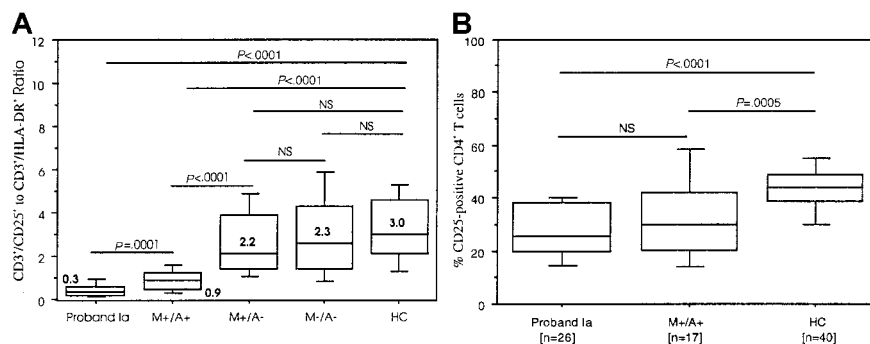 A
CD3⁺/CD25⁺ to CD3⁺/HLA-DR⁺ Ratio
12
10
8
6
4
2
0
P<.0001
P<.0001
NS
NS
NS
P<.0001
P=.0001
0.3
0.9
2.2
2.3
3.0
Proband Ia
M+/A+
M+/A-
M-/A-
HC
B
% CD25-positive CD4⁺ T cells
100
80
60
40
20
0
P<.0001
P=.0005
NS
Proband Ia
M+/A+
HC
[n=26]
[n=17]
[n=40]